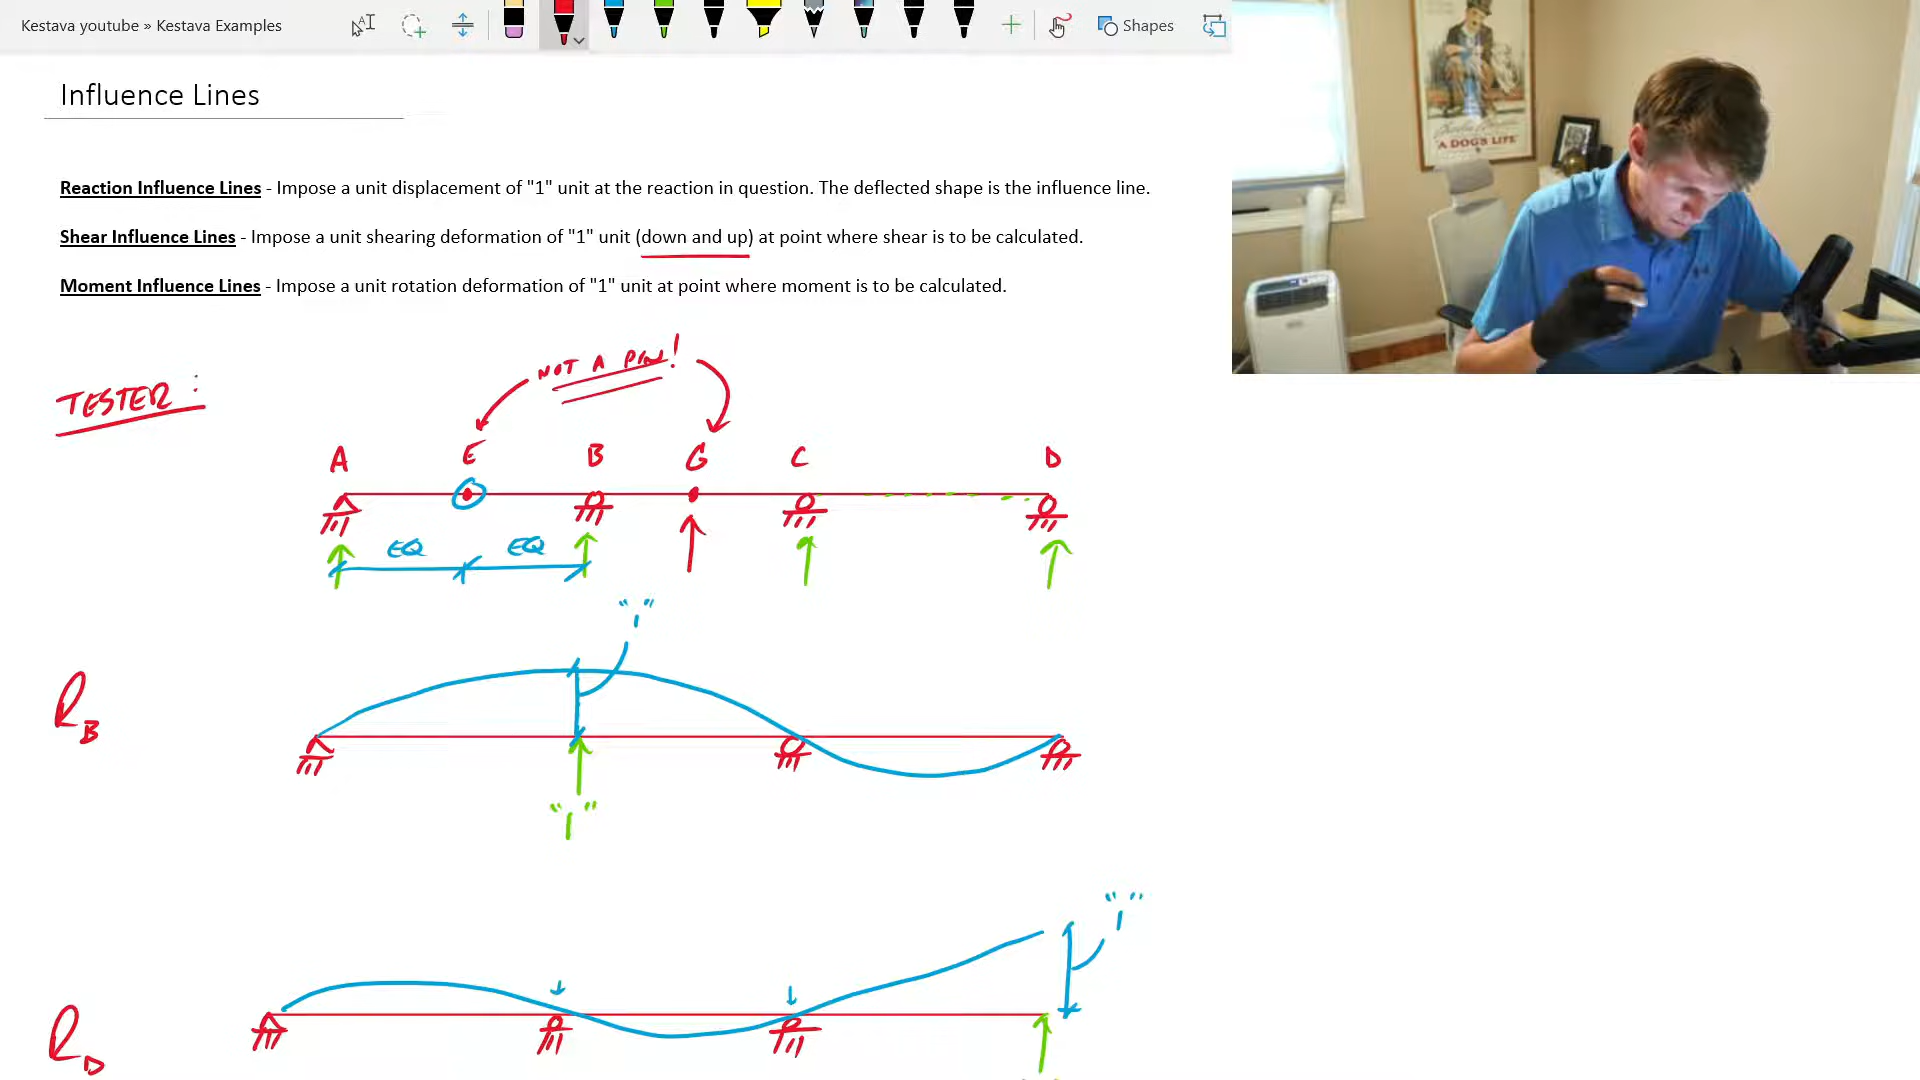 Kestava youtube » Kestava Examples
Shapes
Influence Lines
Reaction Influence Lines - Impose a unit displacement of "1" unit at the reaction in question. The deflected shape is the influence line.
Shear Influence Lines - Impose a unit shearing deformation of "1" unit (down and up) at point where shear is to be calculated.
Moment Influence Lines - Impose a unit rotation deformation of "1" unit at point where moment is to be calculated.
NOT A PIN!
TESTER:
A E B G C D
EQ EQ
"1"
R_B
"1"
"1"
R_D
"A DOG'S LIFE"